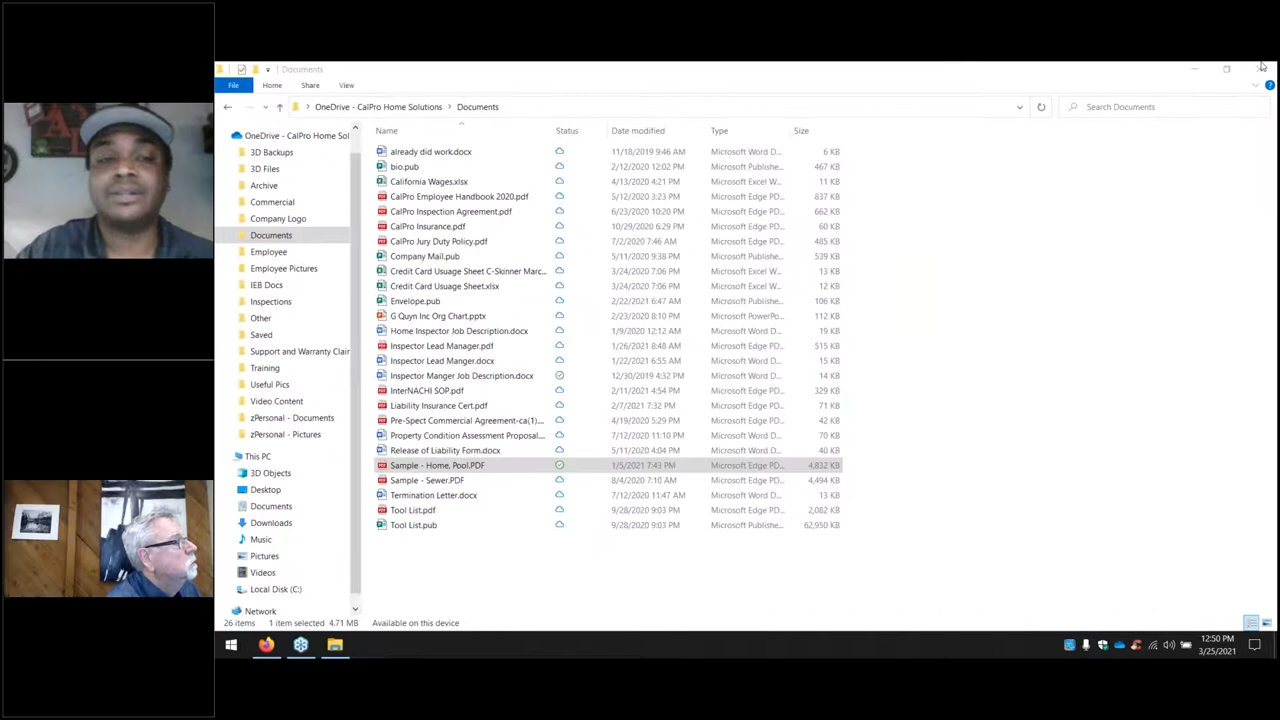 Documents
File Home Share View
OneDrive - CalPro Home Solutions > Documents
Search Documents
Name Status Date modified Type Size
OneDrive - CalPro Home Sol
3D Backups
3D Files
Archive
Commercial
Company Logo
Documents
Employee
Employee Pictures
IEB Docs
Inspections
Other
Saved
Support and Warranty Clair
Training
Useful Pics
Video Content
zPersonal - Documents
zPersonal - Pictures
This PC
3D Objects
Desktop
Documents
Downloads
Music
Pictures
Videos
Local Disk (C:)
Network
already did work.docx 11/18/2019 9:46 AM Microsoft Word D... 6 KB
bio.pub 2/12/2020 12:02 PM Microsoft Publishe... 467 KB
California Wages.xlsx 4/13/2020 4:21 PM Microsoft Excel W... 11 KB
CalPro Employee Handbook 2020.pdf 5/12/2020 3:23 PM Microsoft Edge PD... 837 KB
CalPro Inspection Agreement.pdf 6/23/2020 10:20 PM Microsoft Edge PD... 662 KB
CalPro Insurance.pdf 10/29/2020 6:29 PM Microsoft Edge PD... 60 KB
CalPro Jury Duty Policy.pdf 7/2/2020 7:46 AM Microsoft Edge PD... 485 KB
Company Mail.pub 5/11/2020 9:38 PM Microsoft Publishe... 539 KB
Credit Card Usuage Sheet C-Skinner Marc... 3/24/2020 7:06 PM Microsoft Excel W... 13 KB
Credit Card Usuage Sheet.xlsx 3/24/2020 7:06 PM Microsoft Excel W... 12 KB
Envelope.pub 2/22/2021 6:47 AM Microsoft Publishe... 106 KB
G Quyn Inc Org Chart.pptx 2/23/2020 8:10 PM Microsoft PowerPo... 112 KB
Home Inspector Job Description.docx 1/9/2020 12:12 AM Microsoft Word D... 19 KB
Inspector Lead Manager.pdf 1/26/2021 8:48 AM Microsoft Edge PD... 515 KB
Inspector Lead Manger.docx 1/22/2021 6:55 AM Microsoft Word D... 15 KB
Inspector Manger Job Description.docx 12/30/2019 4:32 PM Microsoft Word D... 14 KB
InterNACHI SOP.pdf 2/11/2021 4:54 PM Microsoft Edge PD... 329 KB
Liability Insurance Cert.pdf 2/7/2021 7:32 PM Microsoft Edge PD... 71 KB
Pre-Spect Commercial Agreement-ca(1).... 4/19/2020 5:29 PM Microsoft Edge PD... 42 KB
Property Condition Assessment Proposal.... 7/12/2020 11:10 PM Microsoft Word D... 70 KB
Release of Liability Form.docx 5/11/2020 4:04 PM Microsoft Word D... 30 KB
Sample - Home, Pool.PDF 1/5/2021 7:43 PM Microsoft Edge PD... 4,832 KB
Sample - Sewer.PDF 8/4/2020 7:10 AM Microsoft Edge PD... 4,494 KB
Termination Letter.docx 7/12/2020 11:47 AM Microsoft Word D... 13 KB
Tool List.pdf 9/28/2020 9:03 PM Microsoft Edge PD... 2,082 KB
Tool List.pub 9/28/2020 9:03 PM Microsoft Publishe... 62,950 KB
26 items 1 item selected 4.71 MB Available on this device
12:50 PM
3/25/2021